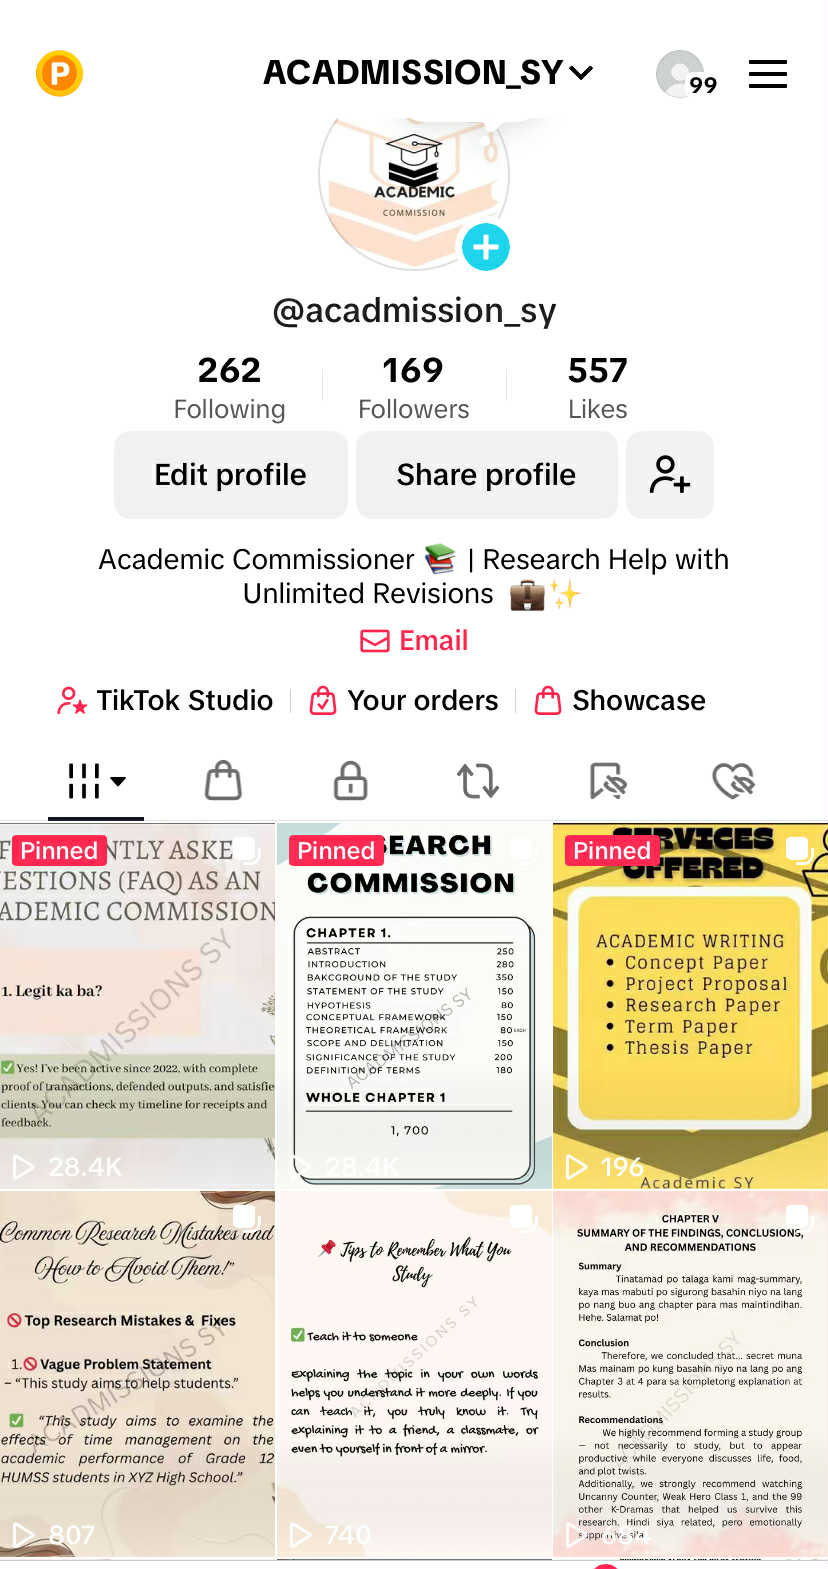 P
ACADMISSION_SY
99
ACADEMIC
COMMISSION
@acadmission_sy
262
Following
169
Followers
557
Likes
Edit profile
Share profile
Academic Commissioner 📚 | Research Help with
Unlimited Revisions 💼✨
Email
TikTok Studio
Your orders
Showcase
Pinned
F NTLY ASKE
ESTIONS (FAQ) AS AN
ADEMIC COMMISSION
1. Legit ka ba?
✅ Yes! I've been active since 2022, with complete
proof of transactions, defended outputs, and satisfie
clients. You can check my timeline for receipts and
feedback.
ACADMISSIONS SY
28.4K
Pinned
SEARCH
COMMISSION
CHAPTER 1.
ABSTRACT 250
INTRODUCTION 280
BAKCGROUND OF THE STUDY 350
STATEMENT OF THE STUDY 150
HYPOTHESIS 80
CONCEPTUAL FRAMEWORK 150
THEORETICAL FRAMEWORK 80 EACH
SCOPE AND DELIMITATION 150
SIGNIFICANCE OF THE STUDY 200
DEFINITION OF TERMS 180
WHOLE CHAPTER 1
1, 700
ACADMISSIONS SY
28.4K
Pinned
SERVICES
OFFERED
ACADEMIC WRITING
• Concept Paper
• Project Proposal
• Research Paper
• Term Paper
• Thesis Paper
196
Academic SY
Common Research Mistakes and
How to Avoid Them!"
🚫 Top Research Mistakes & Fixes
1.🚫 Vague Problem Statement
– "This study aims to help students."
✅ "This study aims to examine the
effects of time management on the
academic performance of Grade 12
HUMSS students in XYZ High School."
ACADMISSIONS SY
807
📌 Tips to Remember What You
Study
✅ Teach it to someone
Explaining the topic in your own words
helps you understand it more deeply. If you
can teach it, you truly know it. Try
explaining it to a friend, a classmate, or
even to yourself in front of a mirror.
ACADMISSIONS SY
740
CHAPTER V
SUMMARY OF THE FINDINGS, CONCLUSIONS,
AND RECOMMENDATIONS
Summary
Tinatamad po talaga kami mag-summary,
kaya mas mabuti po sigurong basahin niyo na lang
po nang buo ang chapter para mas maintindihan.
Hehe. Salamat po!
Conclusion
Therefore, we concluded that... secret muna
Mas mainam po kung basahin niyo na lang po ang
Chapter 3 at 4 para sa kompletong explanation at
results.
Recommendations
We highly recommend forming a study group
— not necessarily to study, but to appear
productive while everyone discusses life, food,
and plot twists.
Additionally, we strongly recommend watching
Uncanny Counter, Weak Hero Class 1, and the 99
other K-Dramas that helped us survive this
research. Hindi siya related, pero emotionally